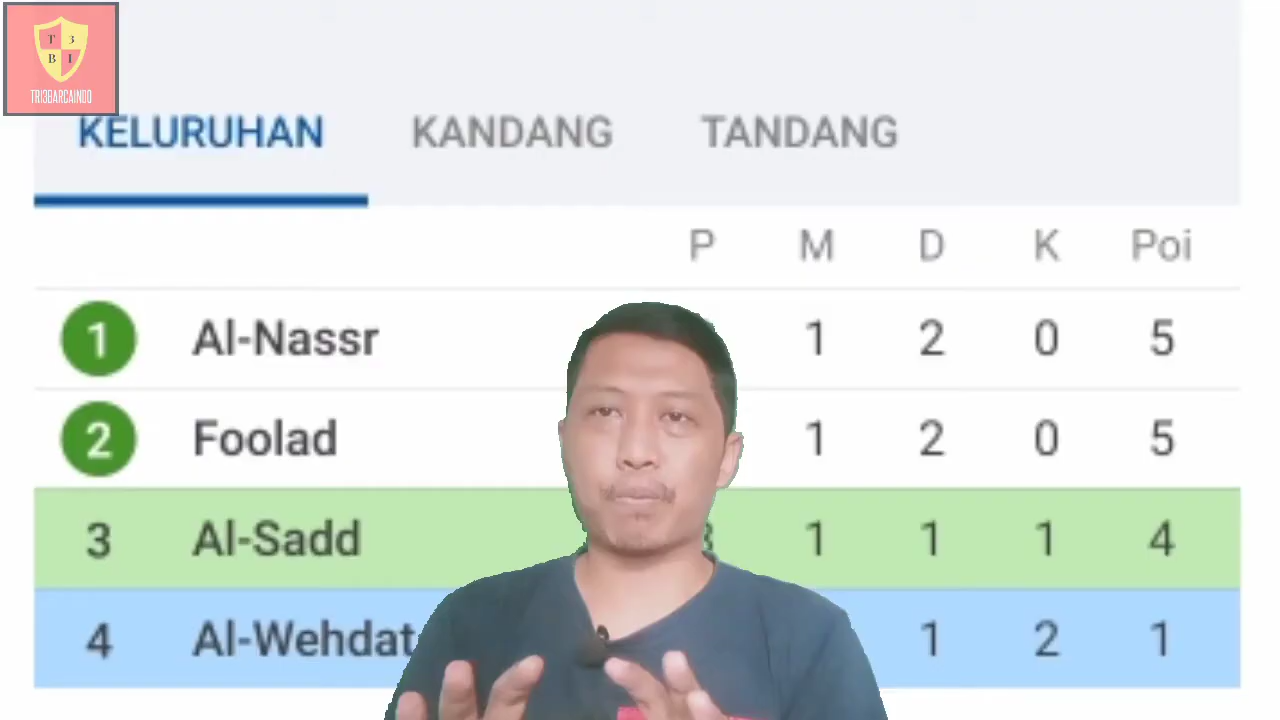 T 3
B I
TRI3BARCAINDO
KELURUHAN KANDANG TANDANG
P M D K Poi
1 Al-Nassr 1 2 0 5
2 Foolad 1 2 0 5
3 Al-Sadd 3 1 1 1 4
4 Al-Wehdat 1 2 1